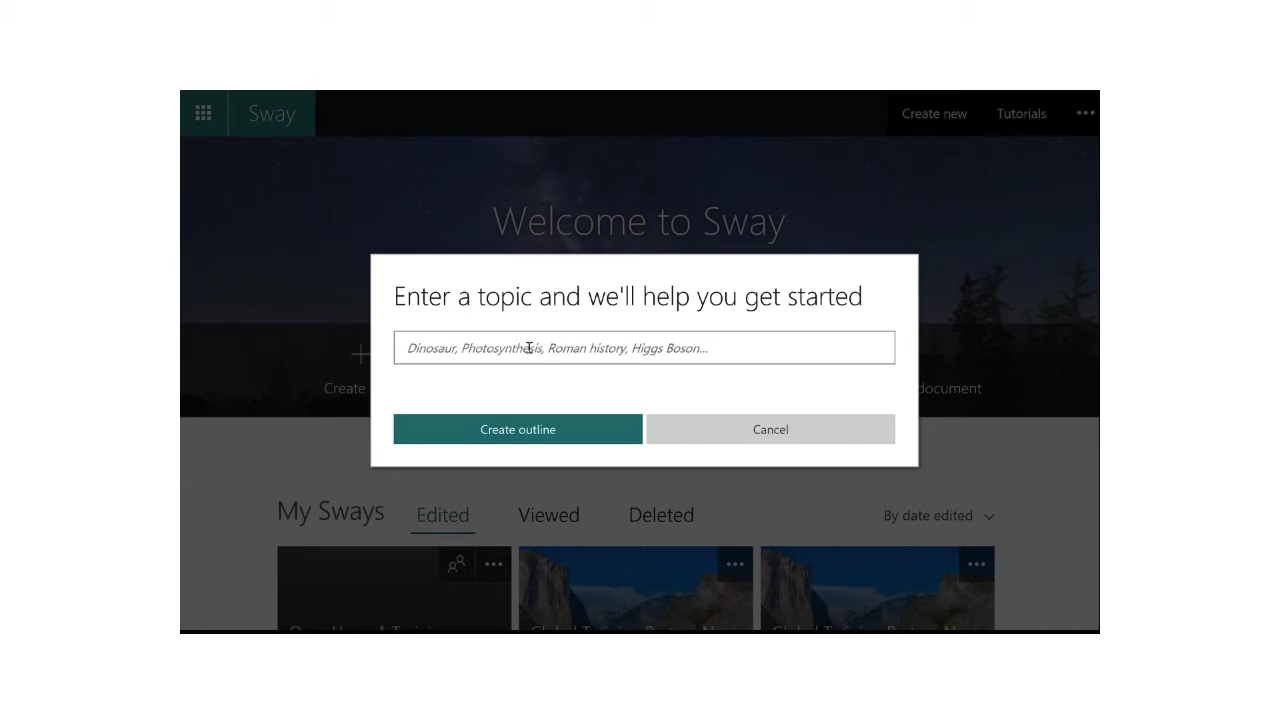 Sway
Create new Tutorials
Welcome to Sway
Enter a topic and we'll help you get started
Dinosaur, Photosynthesis, Roman history, Higgs Boson...
Create
document
Create outline
Cancel
My Sways Edited Viewed Deleted By date edited